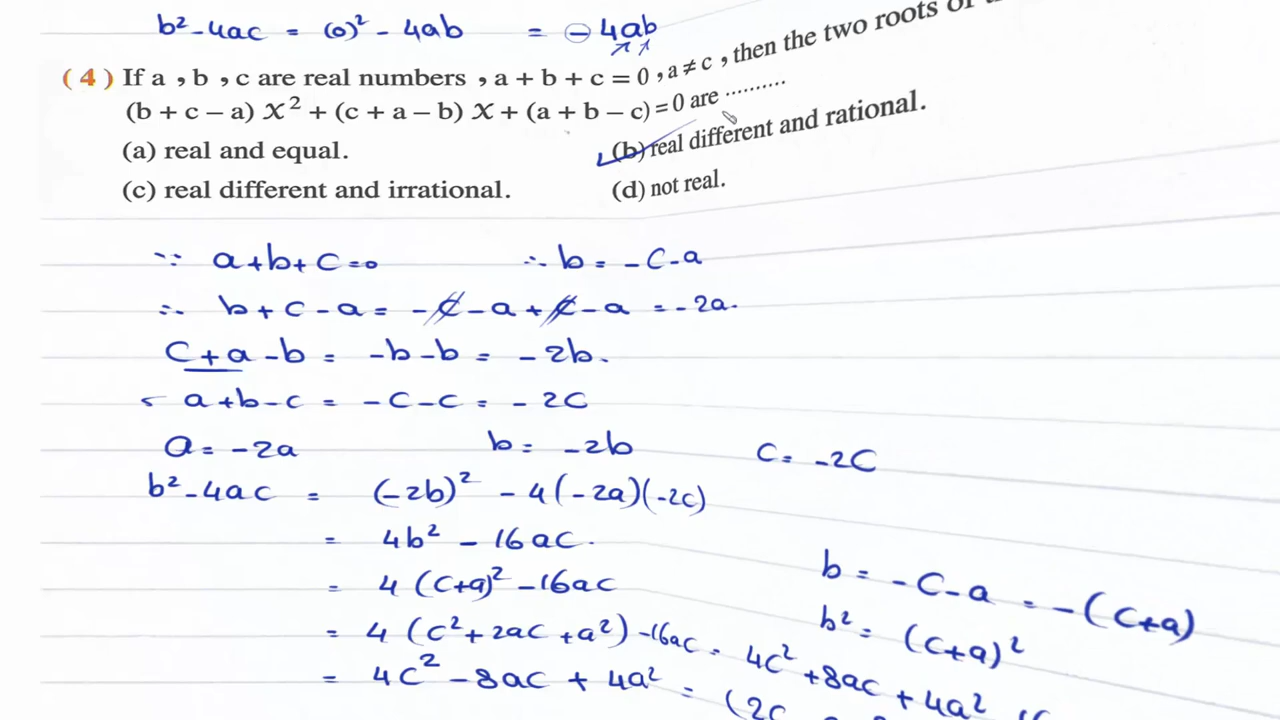 b² - 4ac = (0)² - 4ab = - 4ab
( 4 ) If a , b , c are real numbers , a + b + c = 0 , a ≠ c , then the two roots of
(b + c – a) X² + (c + a – b) X + (a + b – c) = 0 are ..........
(a) real and equal. (b) real different and rational.
(c) real different and irrational. (d) not real.
∵ a+b+c=0 ∴ b = -c-a
∴ b+c-a = -c-a+c-a = -2a.
c+a-b = -b-b = -2b.
a+b-c = -c-c = -2c
a = -2a b = -2b c = -2c
b²-4ac = (-2b)² - 4(-2a)(-2c)
= 4b² - 16ac.
b = -c-a = -(c+a)
= 4 (c+a)² - 16ac
b² = (c+a)²
= 4 (c²+2ac+a²) -16ac = 4c²+8ac+4a²
= 4c² - 8ac + 4a² = (2c